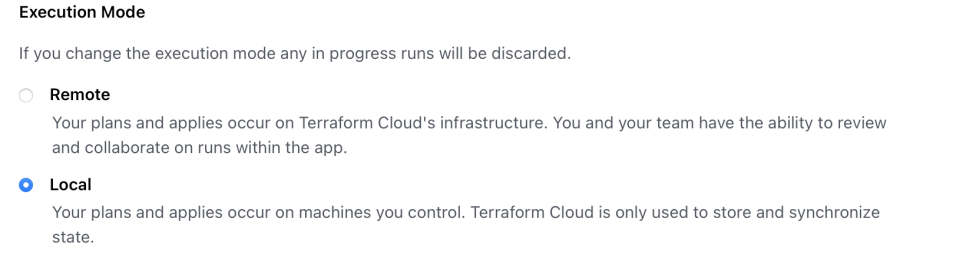 Execution Mode
If you change the execution mode any in progress runs will be discarded.
Remote
Your plans and applies occur on Terraform Cloud's infrastructure. You and your team have the ability to review
and collaborate on runs within the app.
Local
Your plans and applies occur on machines you control. Terraform Cloud is only used to store and synchronize
state.